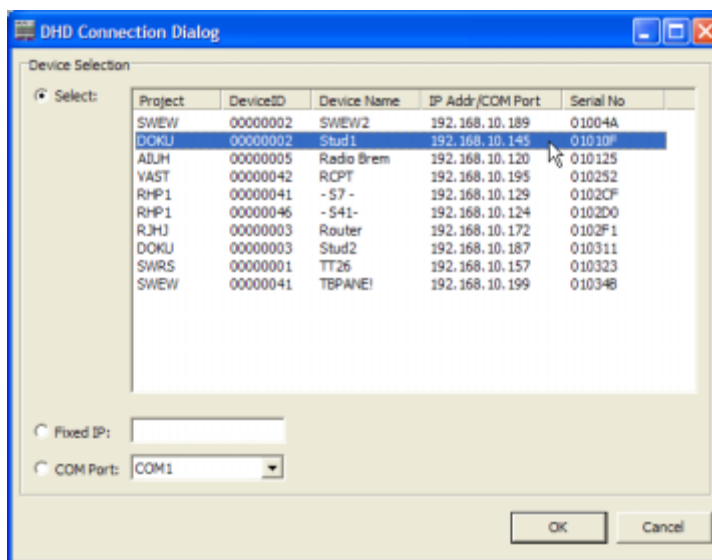 DHD Connection Dialog
Device Selection
Select:
Project DeviceID Device Name IP Addr/COM Port Serial No
SWEW 00000002 SWEW2 192.168.10.189 01004A
DOKU 00000002 Stud1 192.168.10.145 01010F
AIUH 00000005 Radio Brem 192.168.10.120 010125
VAST 00000042 RCPT 192.168.10.195 010252
RHP1 00000041 - S7 - 192.168.10.129 0102CF
RHP1 00000046 - S41- 192.168.10.124 0102D0
RJHJ 00000003 Router 192.168.10.172 0102F1
DOKU 00000003 Stud2 192.168.10.187 010311
SWRS 00000001 TT26 192.168.10.157 010323
SWEW 00000041 TBPANE! 192.168.10.199 01034B
Fixed IP:
COM Port: COM1
OK Cancel